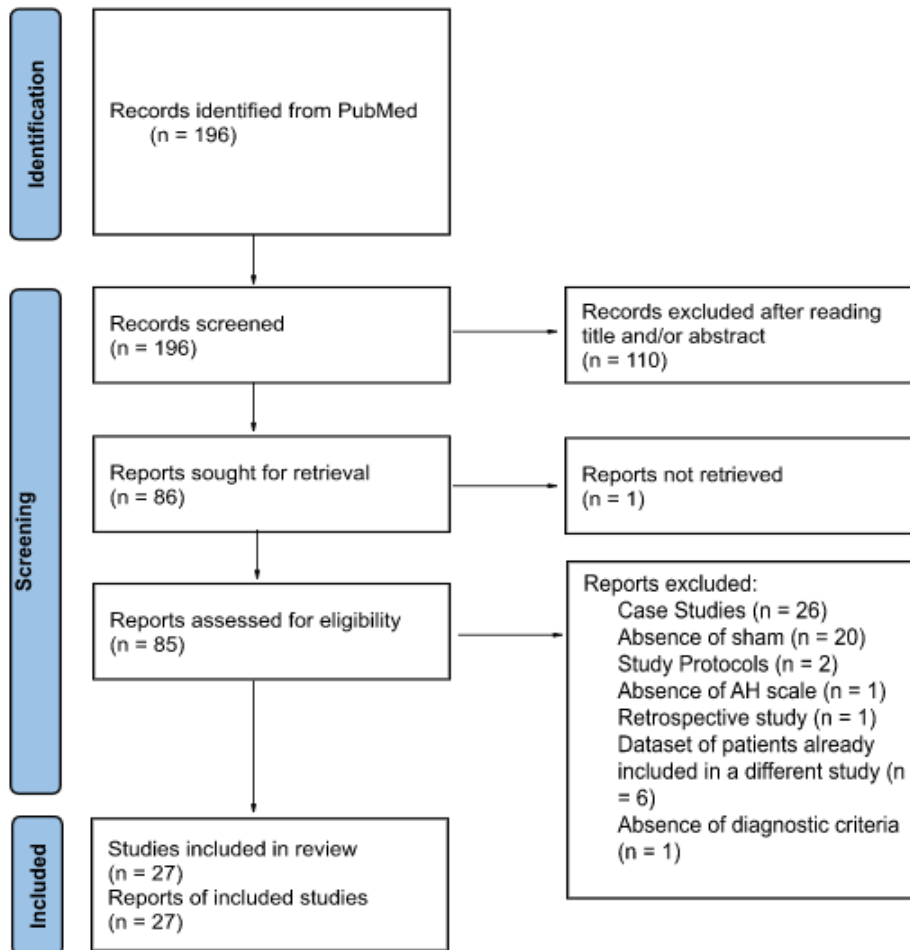 Identification
Records identified from PubMed
(n = 196)
Screening
Records screened
(n = 196)
Records excluded after reading
title and/or abstract
(n = 110)
Reports sought for retrieval
(n = 86)
Reports not retrieved
(n = 1)
Reports assessed for eligibility
(n = 85)
Reports excluded:
Case Studies (n = 26)
Absence of sham (n = 20)
Study Protocols (n = 2)
Absence of AH scale (n = 1)
Retrospective study (n = 1)
Dataset of patients already
included in a different study (n
= 6)
Absence of diagnostic criteria
(n = 1)
Included
Studies included in review
(n = 27)
Reports of included studies
(n = 27)